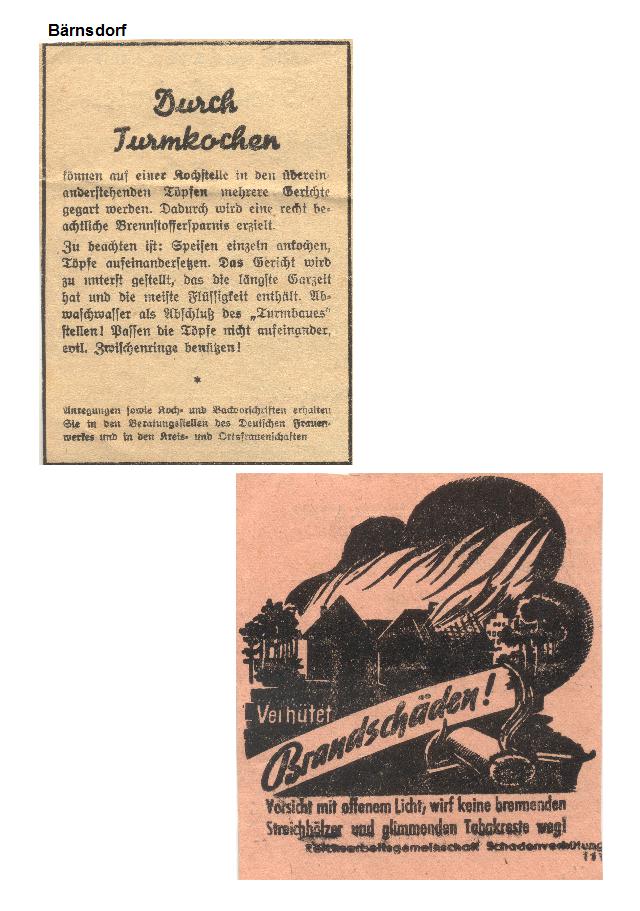 Bärnsdorf
Durch
Turmkochen
können auf einer Kochstelle in den überein-
anderstehenden Töpfen mehrere Gerichte
gegart werden. Dadurch wird eine recht be-
achtliche Brennstoffersparnis erzielt.
Zu beachten ist: Speisen einzeln ankochen,
Töpfe aufeinandersetzen. Das Gericht wird
zu unterst gestellt, das die längste Garzeit
hat und die meiste Flüssigkeit enthält. Ab-
waschwasser als Abschluß des „Turmbaues"
stellen! Passen die Töpfe nicht aufeinander,
evtl. Zwischenringe benützen!
*
Anregungen sowie Koch- und Backvorschriften erhalten
Sie in den Beratungsstellen des Deutschen Frauen-
werkes und in den Kreis- und Ortsfrauenschaften
Verhütet
Brandschäden!
Vorsicht mit offenem Licht, wirf keine brennenden
Streichhölzer und glimmenden Tabakreste weg!
Reichsarbeitsgemeinschaft Schadenverhütung